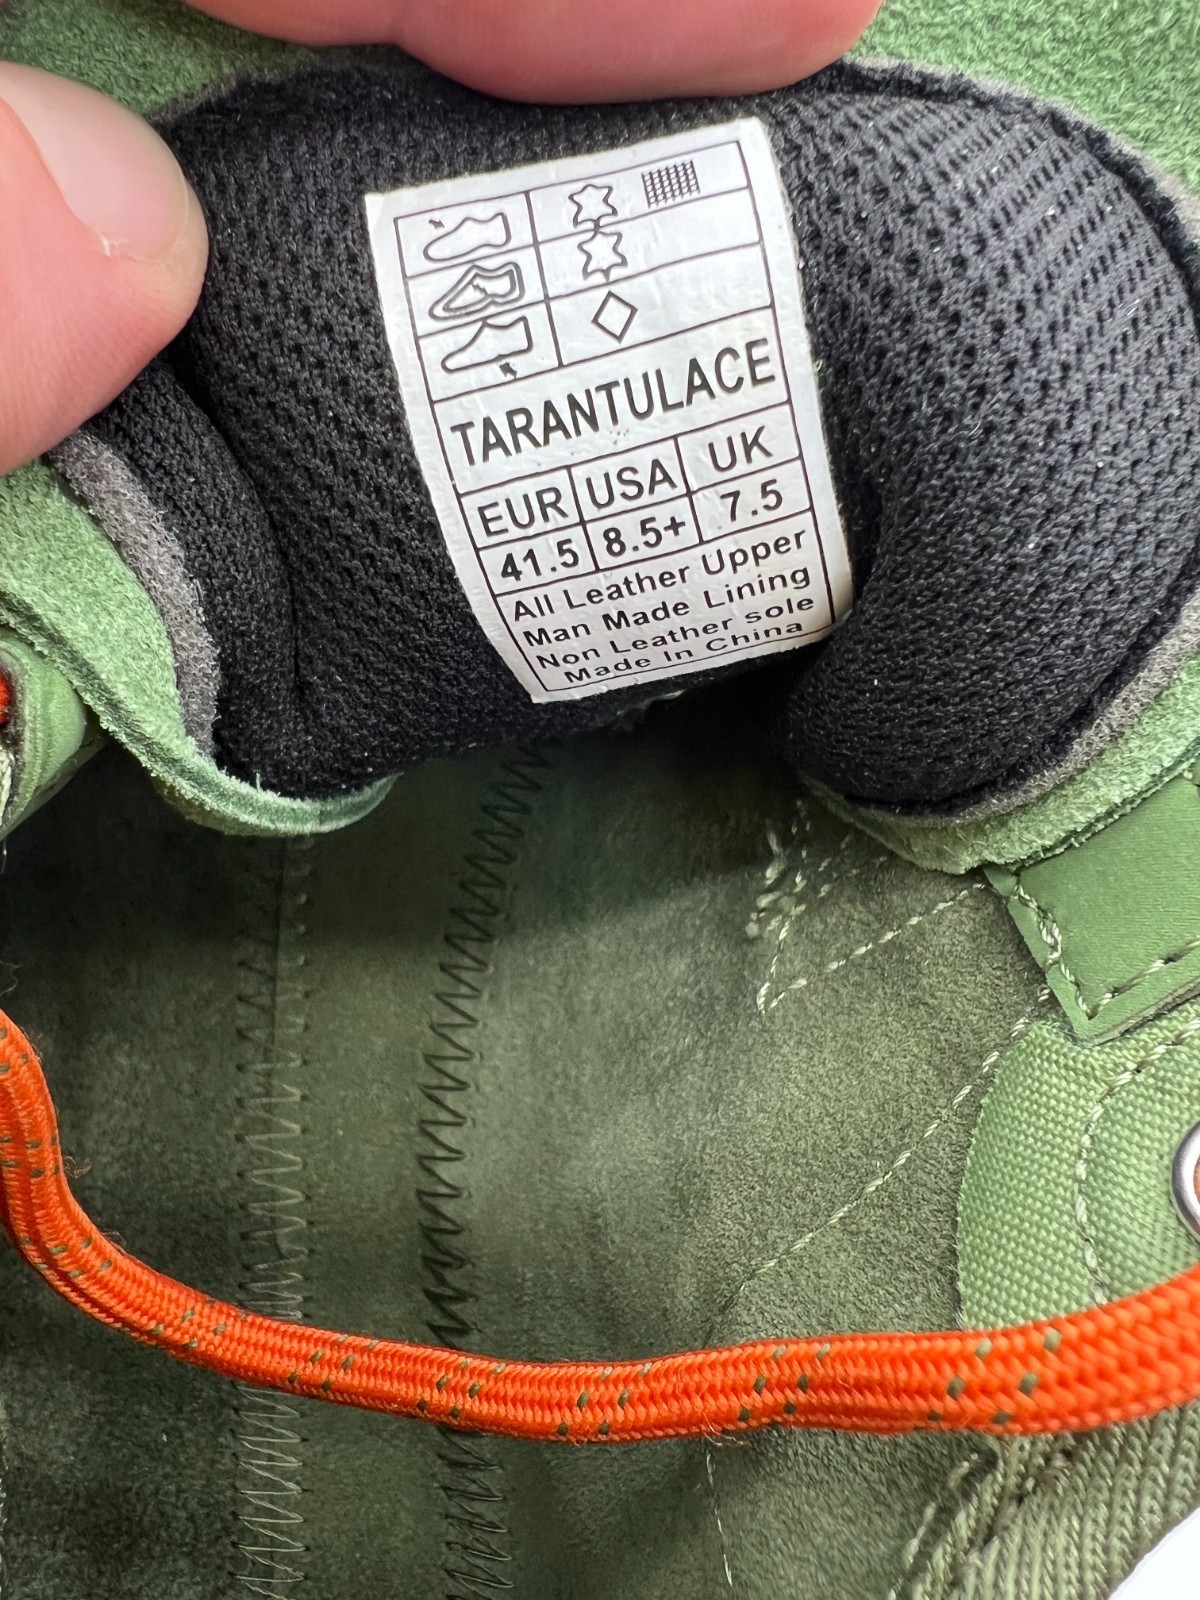 TARANTULACE
EUR USA UK
41.5 8.5+ 7.5
All Leather Upper
Man Made Lining
Non Leather sole
Made In China